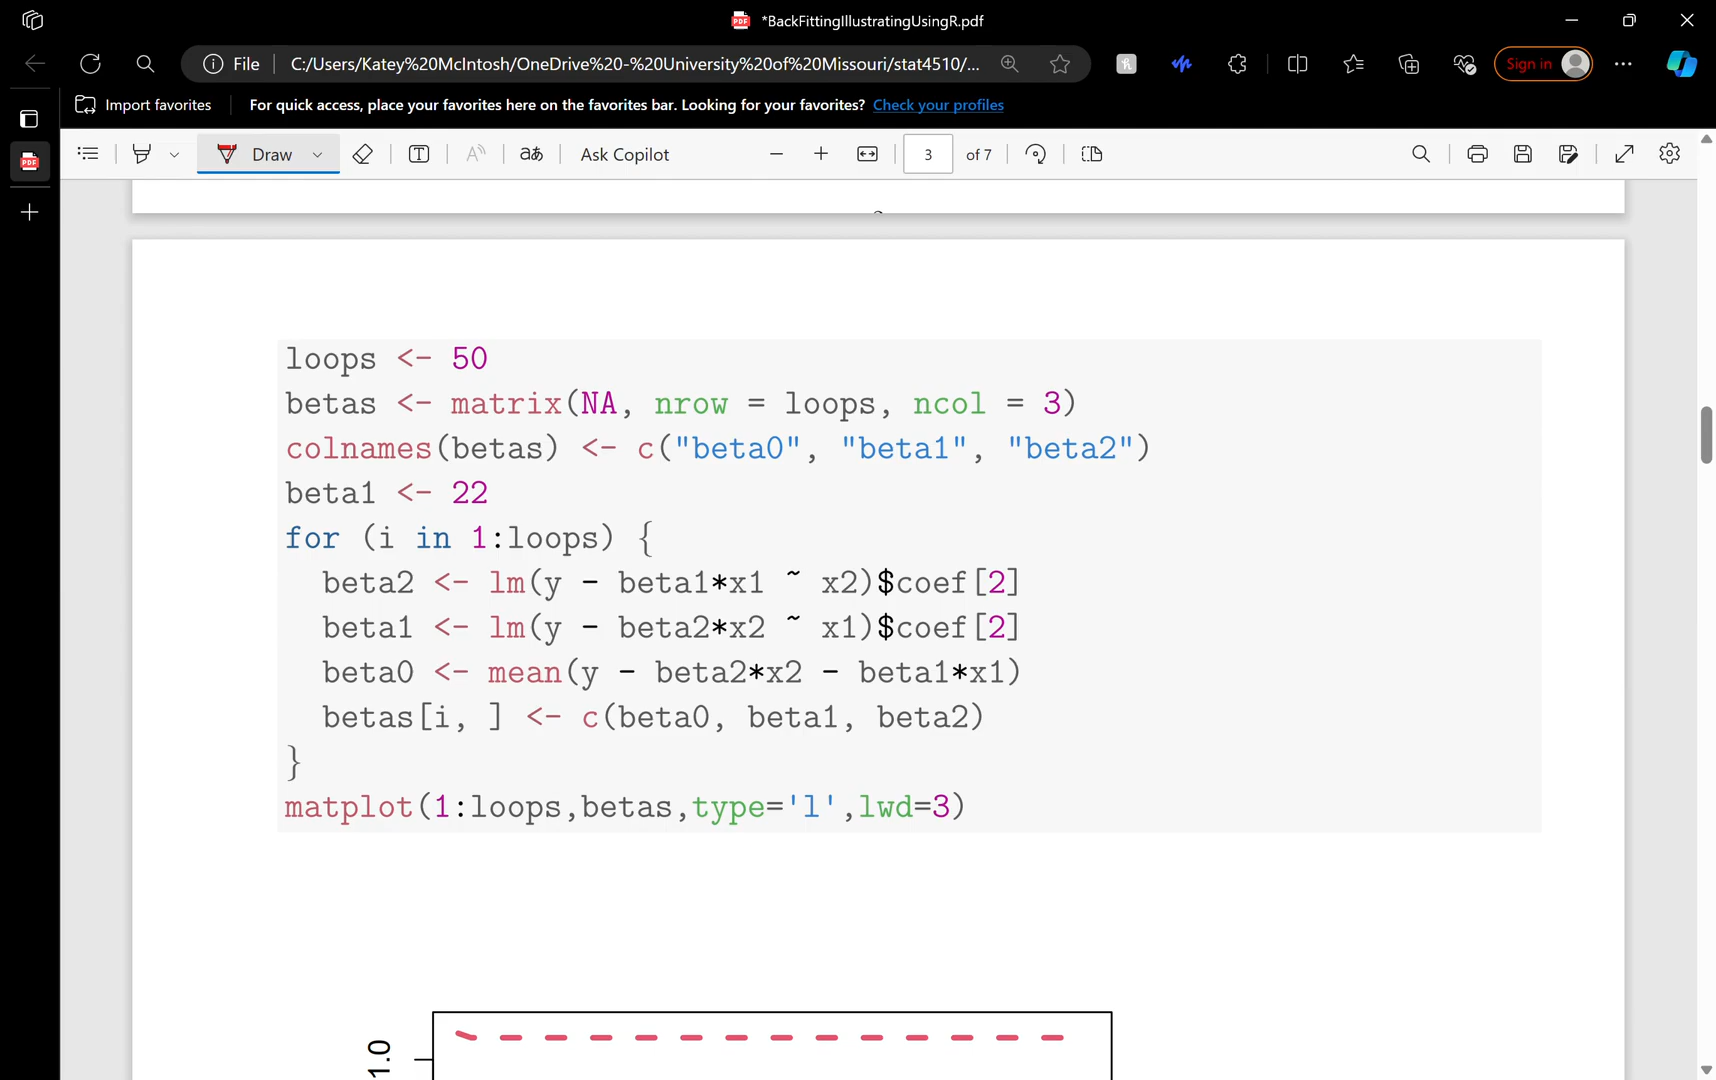 *BackFittingIllustratingUsingR.pdf
File
C:/Users/Katey%20McIntosh/OneDrive%20-%20University%20of%20Missouri/stat4510/...
Sign in
Import favorites
For quick access, place your favorites here on the favorites bar. Looking for your favorites? Check your profiles
Draw
Ask Copilot
3 of 7
loops <- 50
betas <- matrix(NA, nrow = loops, ncol = 3)
colnames(betas) <- c("beta0", "beta1", "beta2")
beta1 <- 22
for (i in 1:loops) {
  beta2 <- lm(y - beta1*x1 ~ x2)$coef[2]
  beta1 <- lm(y - beta2*x2 ~ x1)$coef[2]
  beta0 <- mean(y - beta2*x2 - beta1*x1)
  betas[i, ] <- c(beta0, beta1, beta2)
}
matplot(1:loops,betas,type='l',lwd=3)
1.0